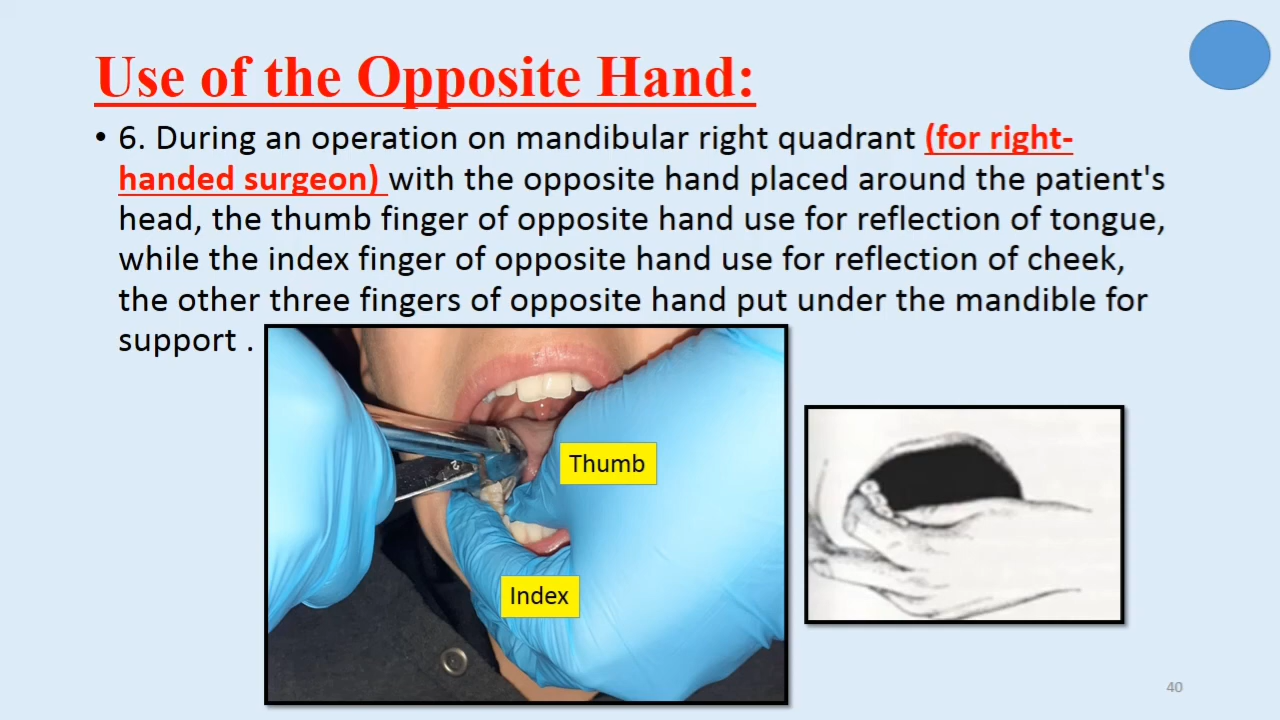 Use of the Opposite Hand:
• 6. During an operation on mandibular right quadrant (for right-
handed surgeon) with the opposite hand placed around the patient's
head, the thumb finger of opposite hand use for reflection of tongue,
while the index finger of opposite hand use for reflection of cheek,
the other three fingers of opposite hand put under the mandible for
support .
Thumb
Index
40